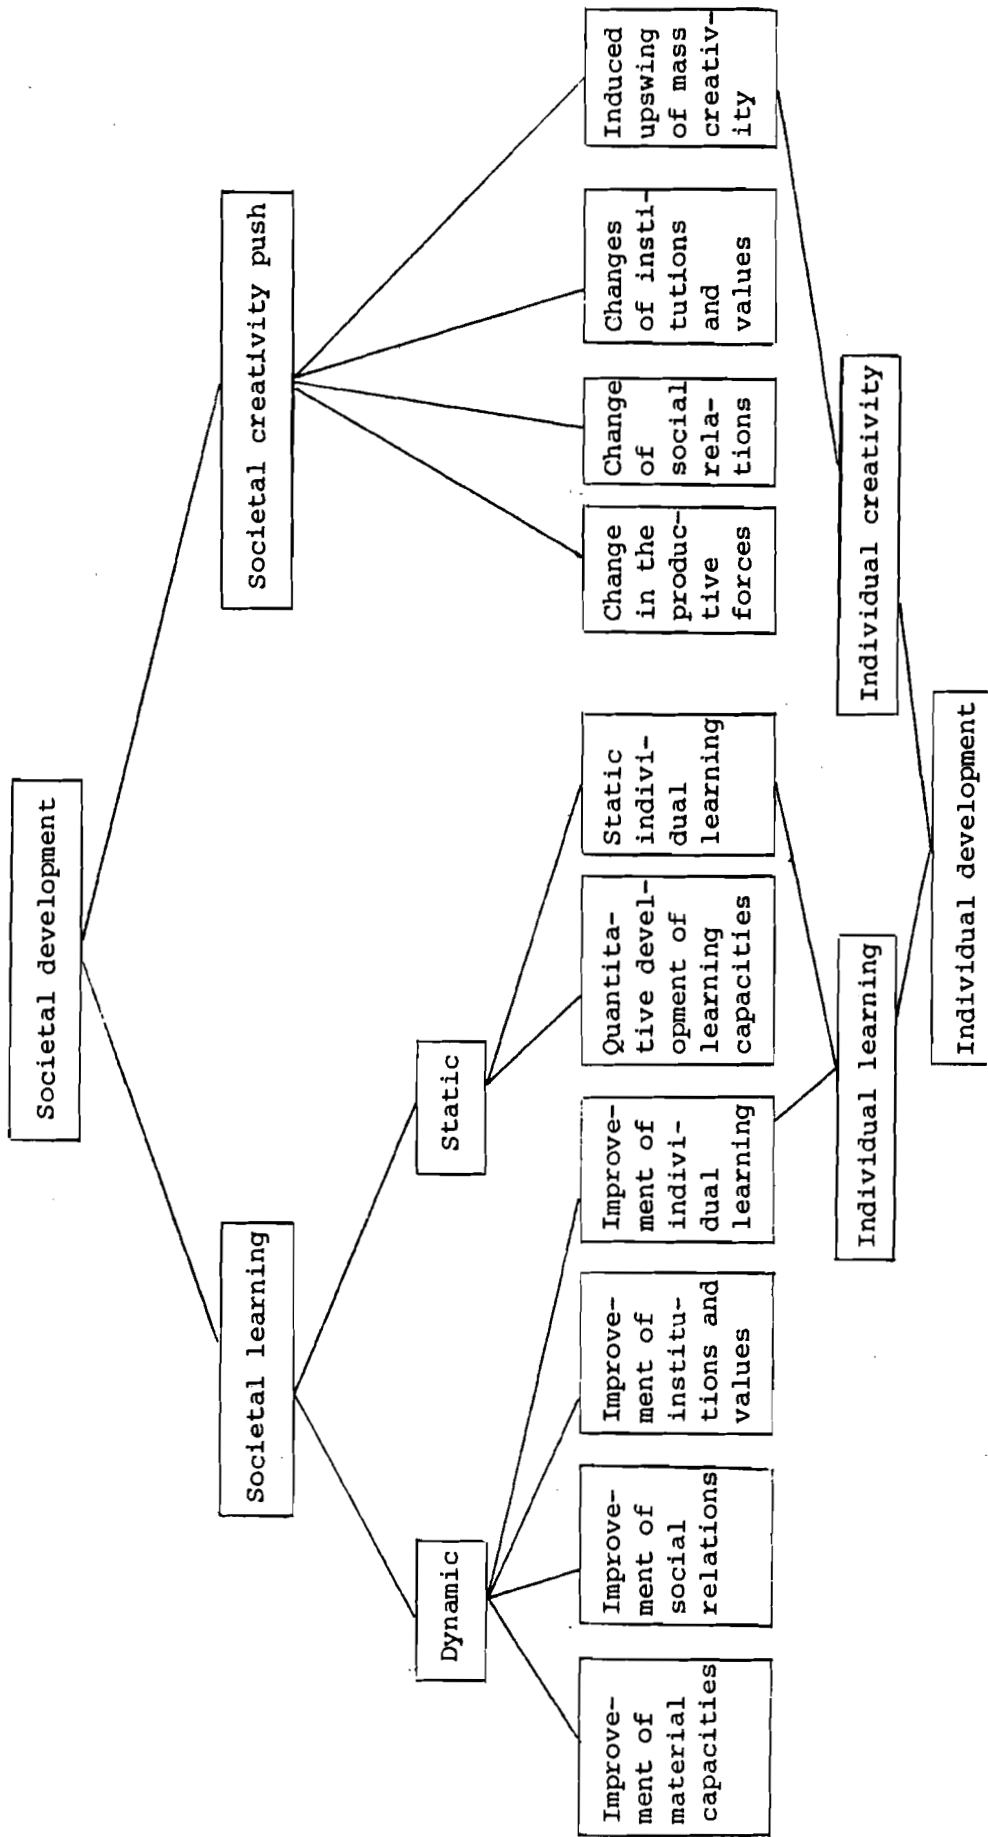 Societal development
Societal learning
Societal creativity push
Dynamic
Static
Improve-
ment of
material
capacities
Improve-
ment of
social
relations
Improve-
ment of
institu-
tions and
values
Improve-
ment of
indivi-
dual
learning
Quantita-
tive devel-
opment of
learning
capacities
Static
indivi-
dual
learning
Change
in the
produc-
tive
forces
Change
of
social
rela-
tions
Changes
of insti-
tutions
and
values
Induced
upswing
of mass
creativ-
ity
Individual learning
Individual creativity
Individual development